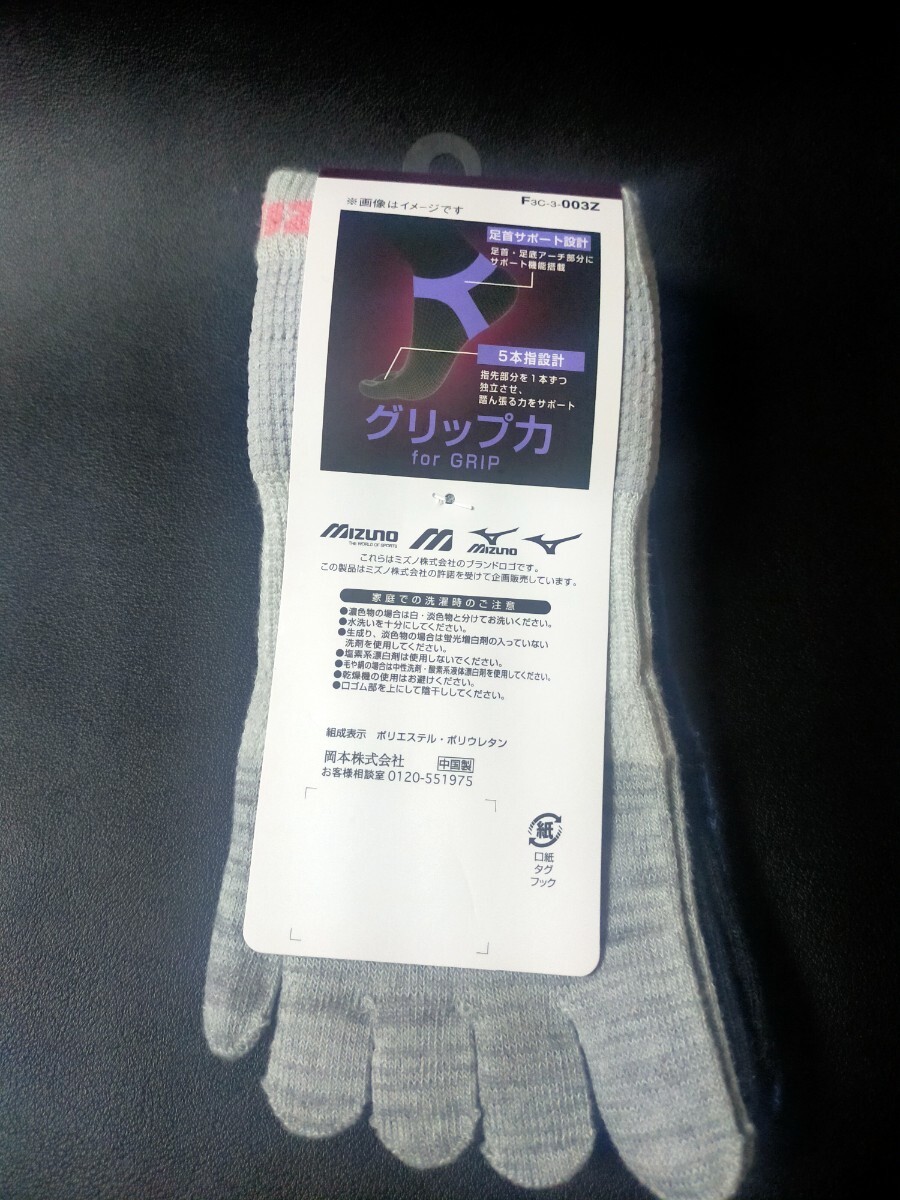 ※画像はイメージです
F3C-3-003Z
足首サポート設計
足首・足底アーチ部分に
サポート機能搭載
5本指設計
指先部分を1本ずつ
独立させ、
踏ん張る力をサポート
グリップ力
for GRIP
MIZUNO
THE WORLD OF SPORTS
MIZUNO
これらはミズノ株式会社のブランドロゴです。
この製品はミズノ株式会社の許諾を受けて企画販売しています。
家庭での洗濯時のご注意
●濃色物の場合は白・淡色物と分けてお洗いください。
●水洗いを十分にしてください。
●生成り、淡色物の場合は蛍光増白剤の入っていない
洗剤を使用してください。
●塩素系漂白剤は使用しないでください。
●毛や絹の場合は中性洗剤・酸素系液体漂白剤を使用してください。
●乾燥機の使用はお避けください。
●口ゴム部を上にして陰干ししてください。
組成表示 ポリエステル・ポリウレタン
岡本株式会社 中国製
お客様相談室 0120-551975
紙
口紙
タグ
フック